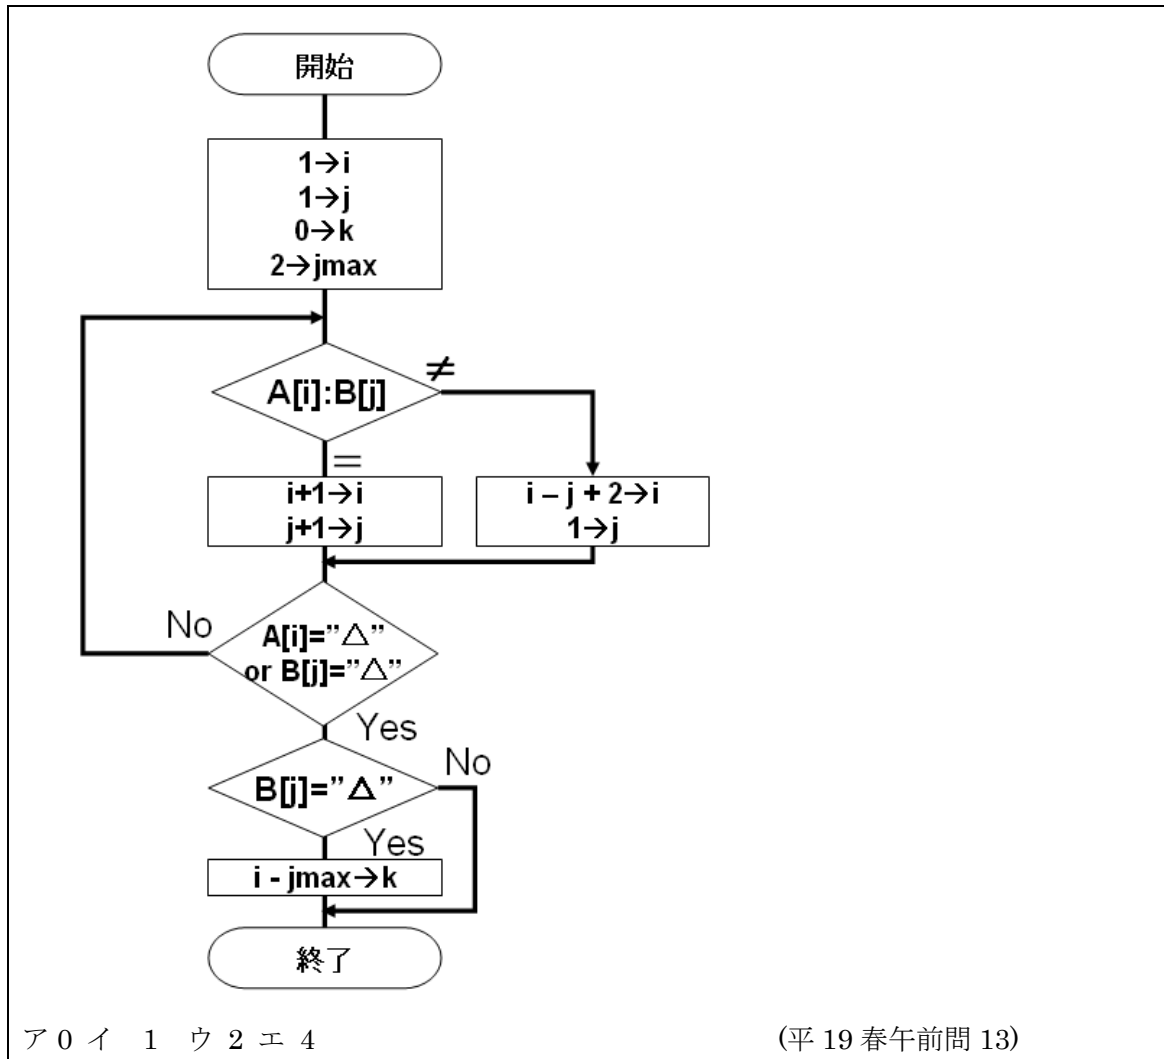 開始
1→i
1→j
0→k
2→jmax
A[i]:B[j]
≠
=
i+1→i
j+1→j
i – j + 2→i
1→j
No
A[i]=”△”
or B[j]=”△”
Yes
No
B[j]=”△”
Yes
i - jmax→k
終了
ア 0 イ 1 ウ 2 エ 4 (平 19 春午前問 13)